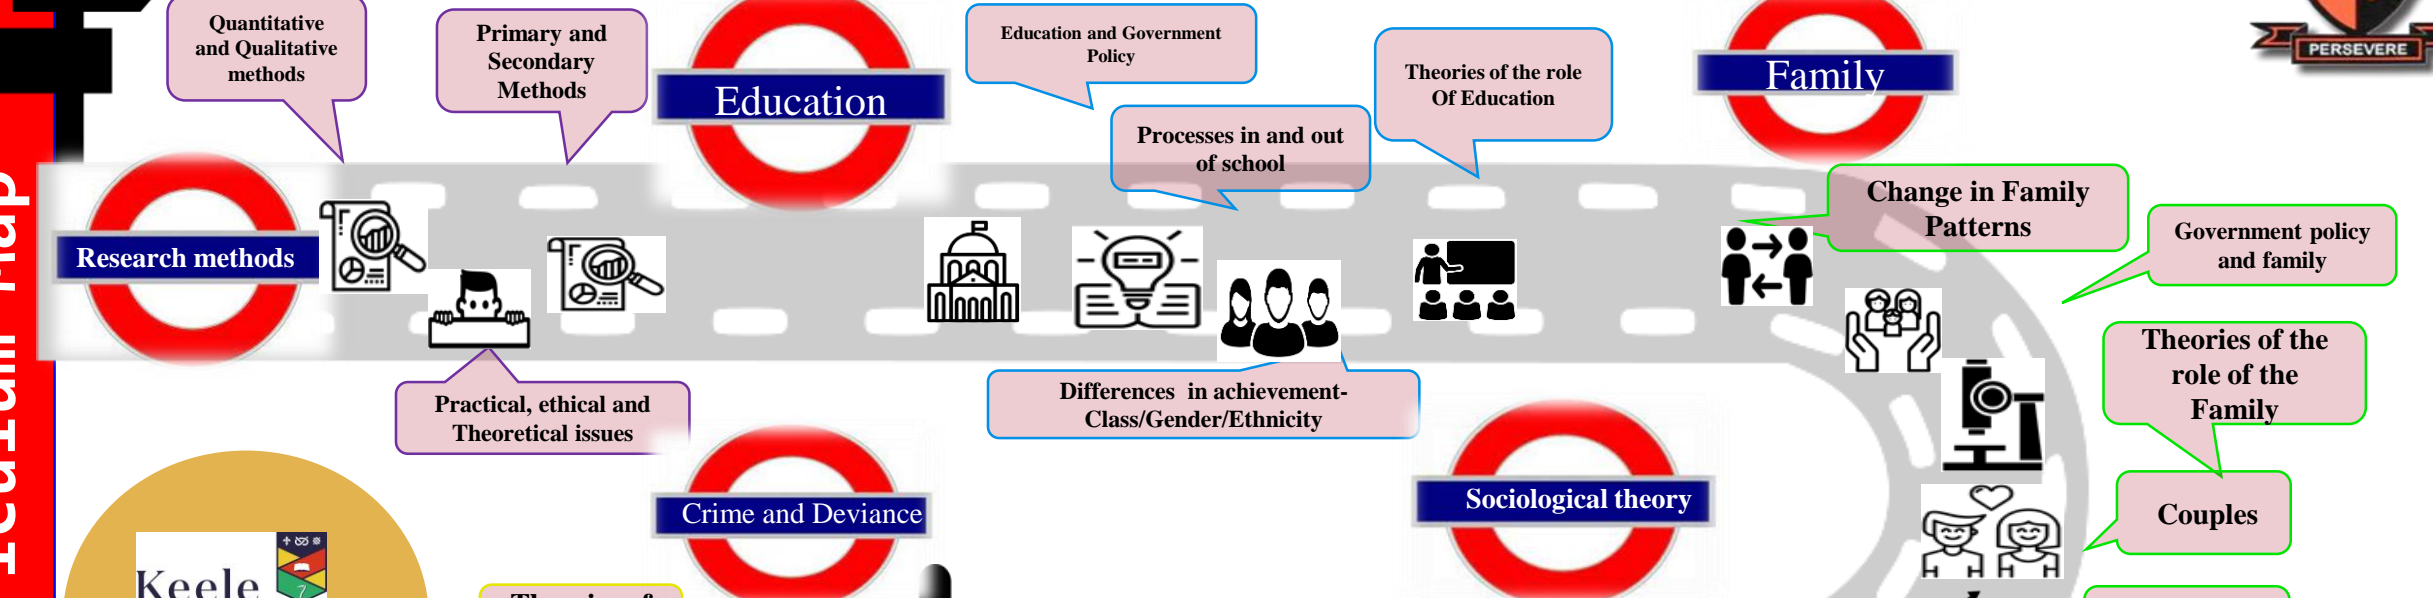 Quantitative
and Qualitative
methods
Primary and
Secondary
Methods
Education
Education and Government
Policy
Processes in and out
of school
Theories of the role
Of Education
Family
PERSEVERE
Change in Family
Patterns
Government policy
and family
Research methods
Practical, ethical and
Theoretical issues
Differences in achievement-
Class/Gender/Ethnicity
Theories of the
role of the
Family
Crime and Deviance
Sociological theory
Couples
Keele
Map